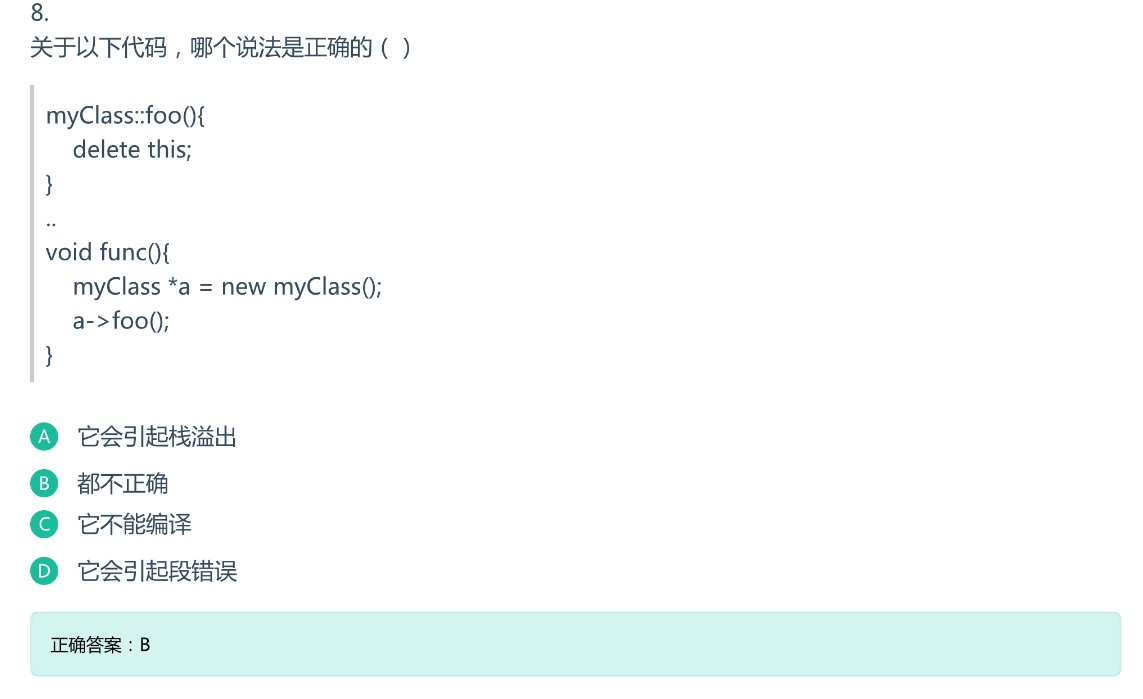 8.
关于以下代码，哪个说法是正确的（ ）
myClass::foo(){
delete this;
}
..
void func(){
myClass *a = new myClass();
a->foo();
}
A 它会引起栈溢出
B 都不正确
C 它不能编译
D 它会引起段错误
正确答案：B